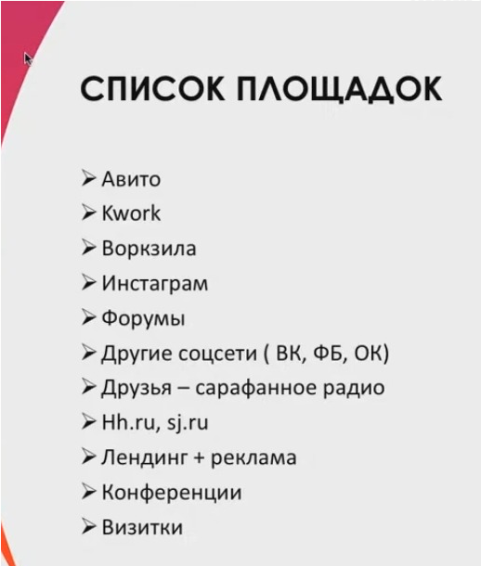 СПИСОК ПЛОЩАДОК
➢ Авито
➢ Kwork
➢ Воркзила
➢ Инстаграм
➢ Форумы
➢ Другие соцсети ( ВК, ФБ, ОК)
➢ Друзья – сарафанное радио
➢ Hh.ru, sj.ru
➢ Лендинг + реклама
➢ Конференции
➢ Визитки